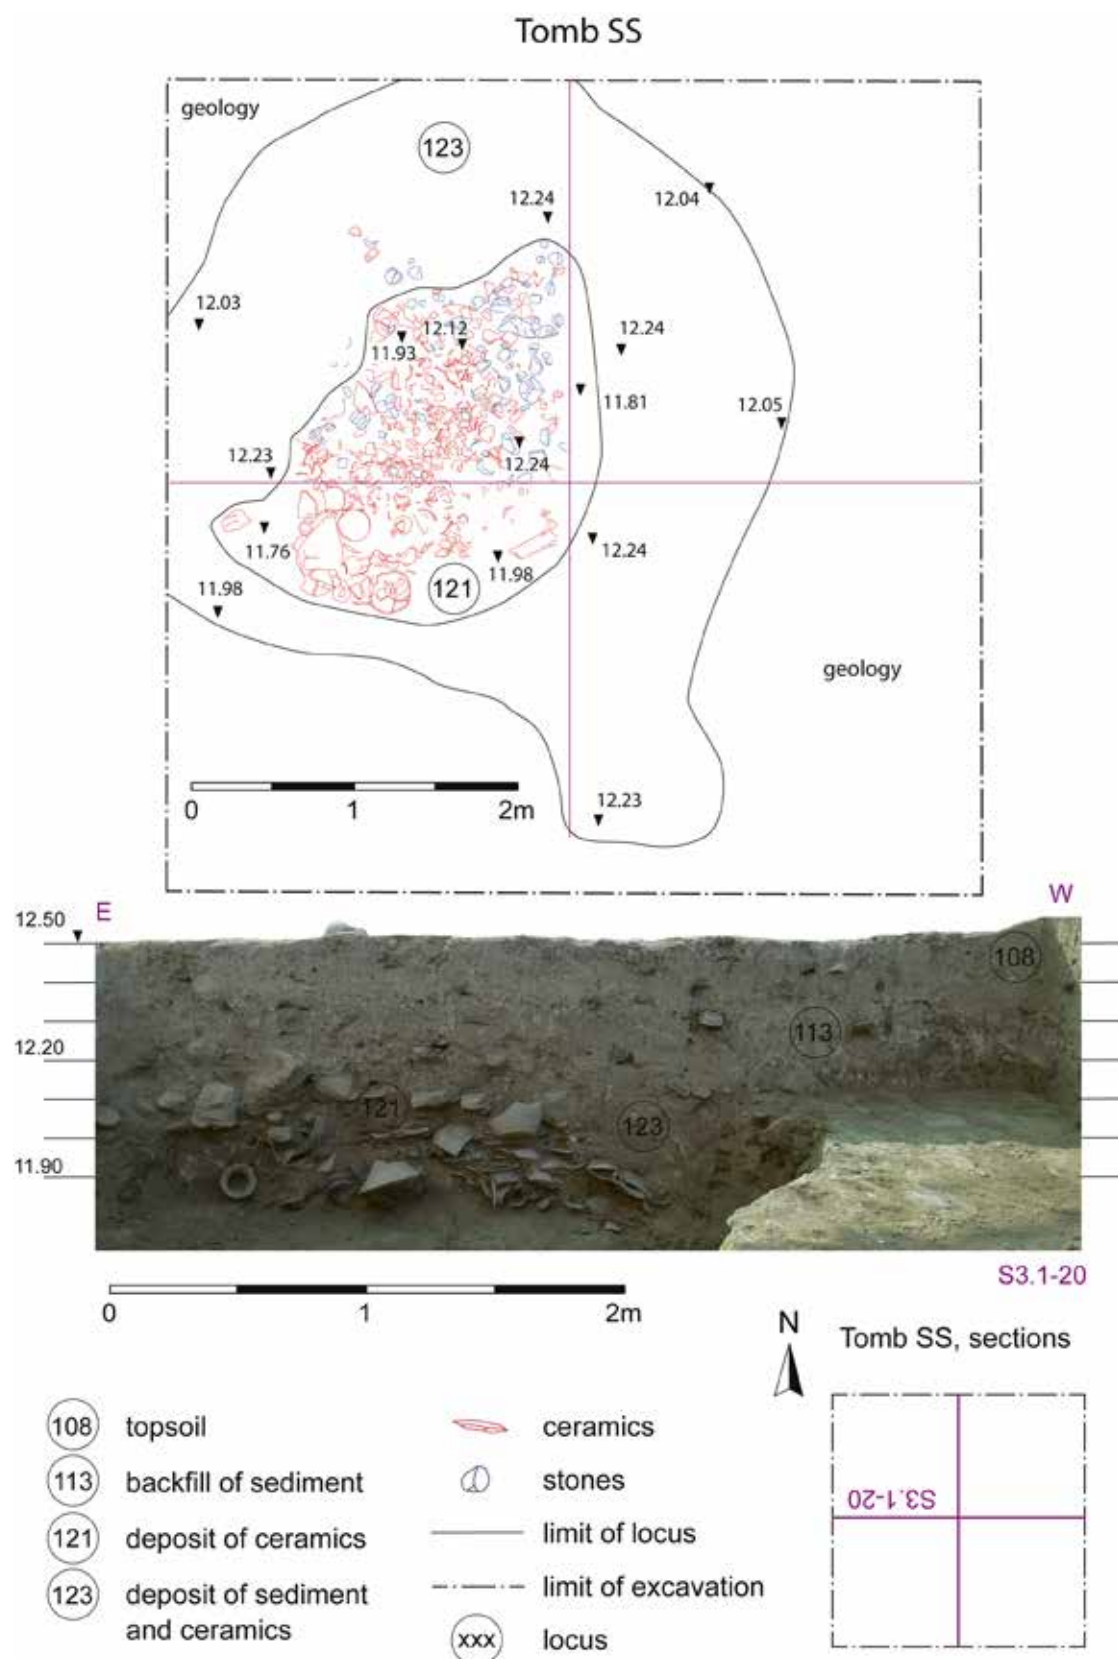 Tomb SS
geology
123
12.24
12.04
12.03
12.12
12.24
11.93
11.81
12.05
12.23
12.24
11.76
11.98
12.24
121
11.98
geology
0 1 2m
12.23
E W
12.50
108
113
12.20
121
123
11.90
S3.1-20
0 1 2m
N
Tomb SS, sections
S3.1-20
108 topsoil
113 backfill of sediment
121 deposit of ceramics
123 deposit of sediment
and ceramics
ceramics
stones
limit of locus
limit of excavation
xxx locus